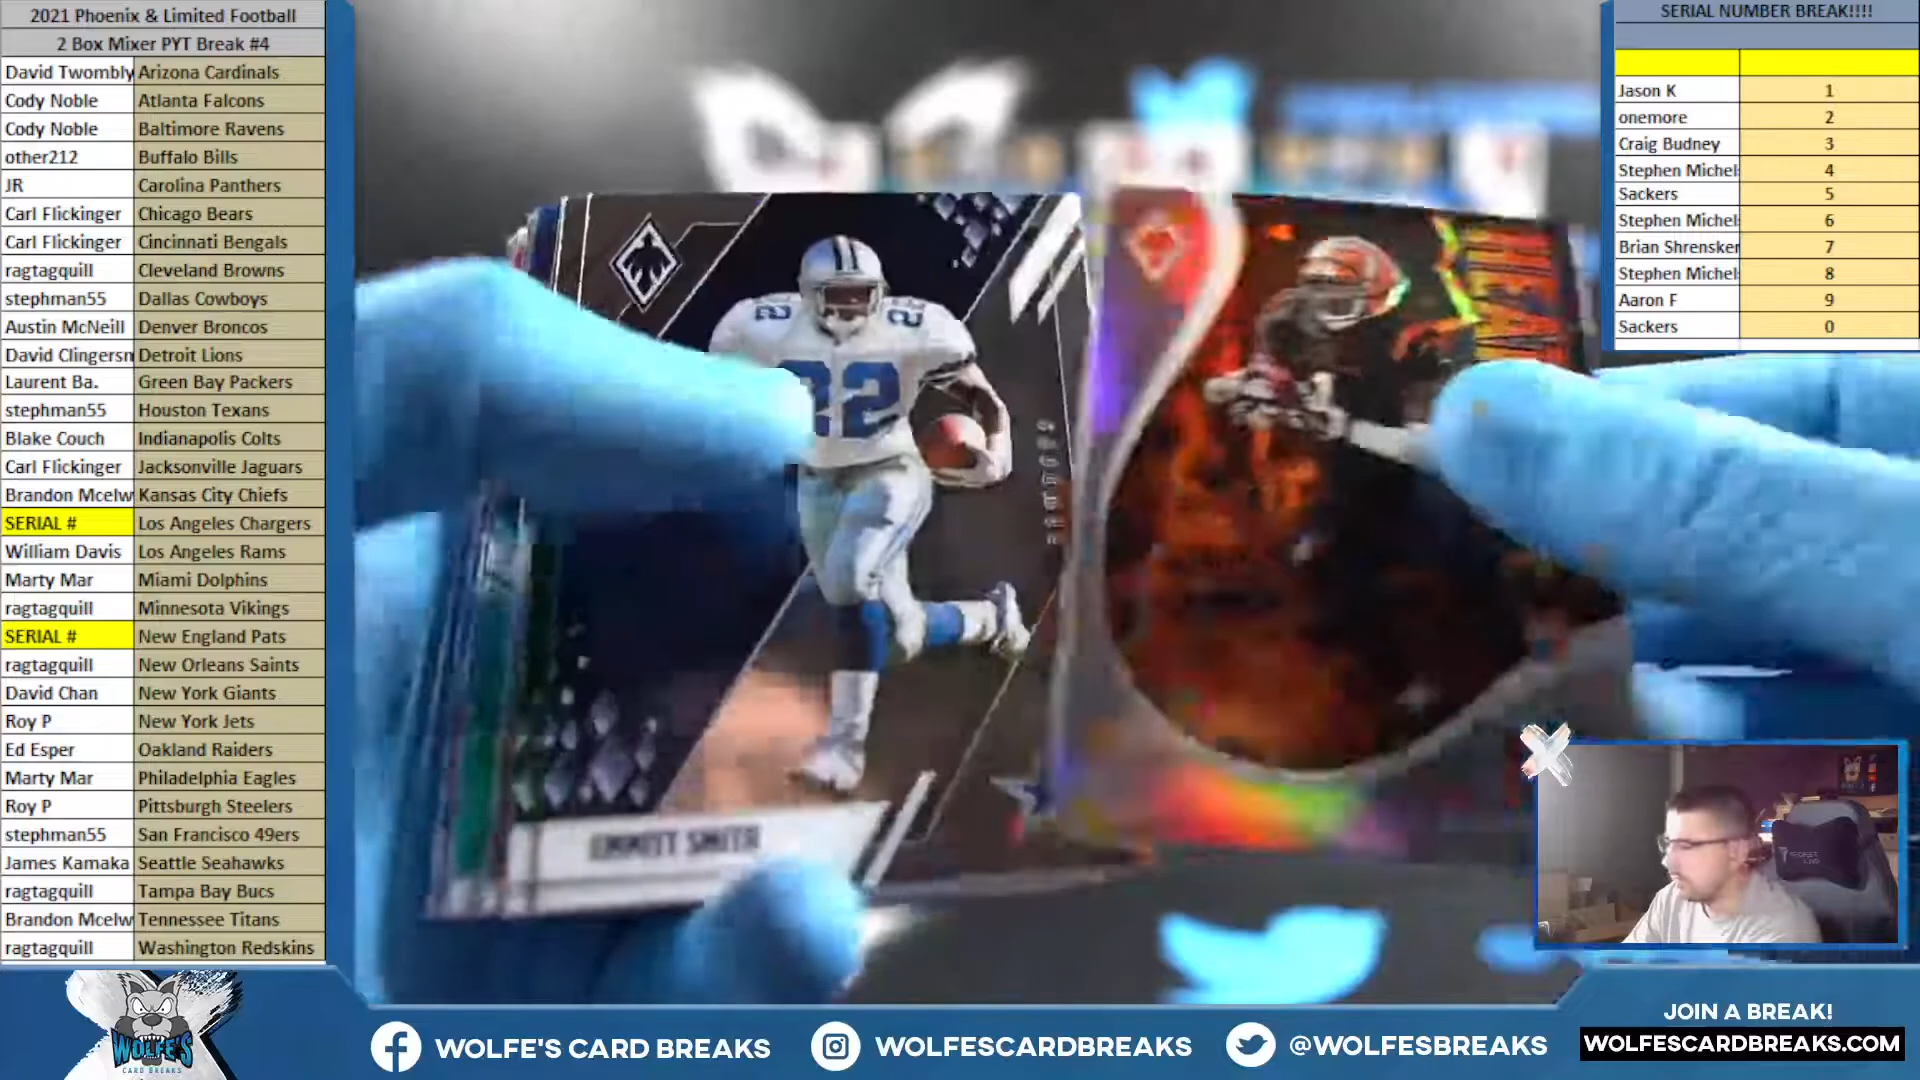 2021 Phoenix & Limited Football
2 Box Mixer PYT Break #4
David Twombly Arizona Cardinals
Cody Noble Atlanta Falcons
Cody Noble Baltimore Ravens
other212 Buffalo Bills
JR Carolina Panthers
Carl Flickinger Chicago Bears
Carl Flickinger Cincinnati Bengals
ragtagquill Cleveland Browns
stephman55 Dallas Cowboys
Austin McNeill Denver Broncos
David Clingersn Detroit Lions
Laurent Ba. Green Bay Packers
stephman55 Houston Texans
Blake Couch Indianapolis Colts
Carl Flickinger Jacksonville Jaguars
Brandon Mcelw Kansas City Chiefs
SERIAL # Los Angeles Chargers
William Davis Los Angeles Rams
Marty Mar Miami Dolphins
ragtagquill Minnesota Vikings
SERIAL # New England Pats
ragtagquill New Orleans Saints
David Chan New York Giants
Roy P New York Jets
Ed Esper Oakland Raiders
Marty Mar Philadelphia Eagles
Roy P Pittsburgh Steelers
stephman55 San Francisco 49ers
James Kamaka Seattle Seahawks
ragtagquill Tampa Bay Bucs
Brandon Mcelw Tennessee Titans
ragtagquill Washington Redskins
SERIAL NUMBER BREAK!!!!
Jason K 1
onemore 2
Craig Budney 3
Stephen Michel 4
Sackers 5
Stephen Michel 6
Brian Shrensker 7
Stephen Michel 8
Aaron F 9
Sackers 0
22
22
22
EMMITT SMITH
WOLFE'S
CARD BREAKS
WOLFE'S CARD BREAKS
WOLFESCARDBREAKS
@WOLFESBREAKS
JOIN A BREAK!
WOLFESCARDBREAKS.COM